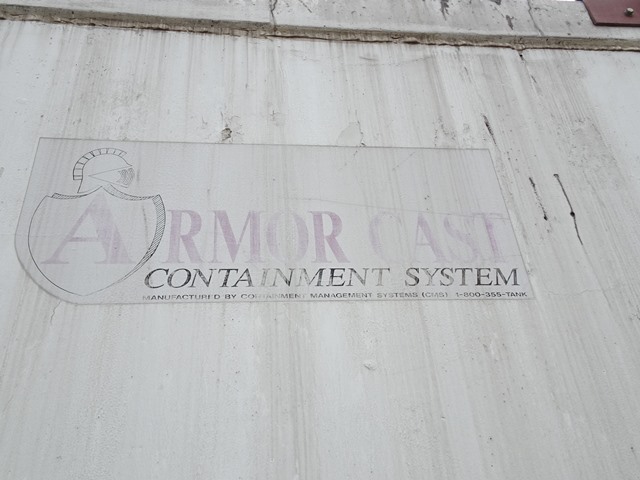 ARMOR CAST
CONTAINMENT SYSTEM
MANUFACTURED BY CONTAINMENT MANAGEMENT SYSTEMS (CMS) 1-800-355-TANK